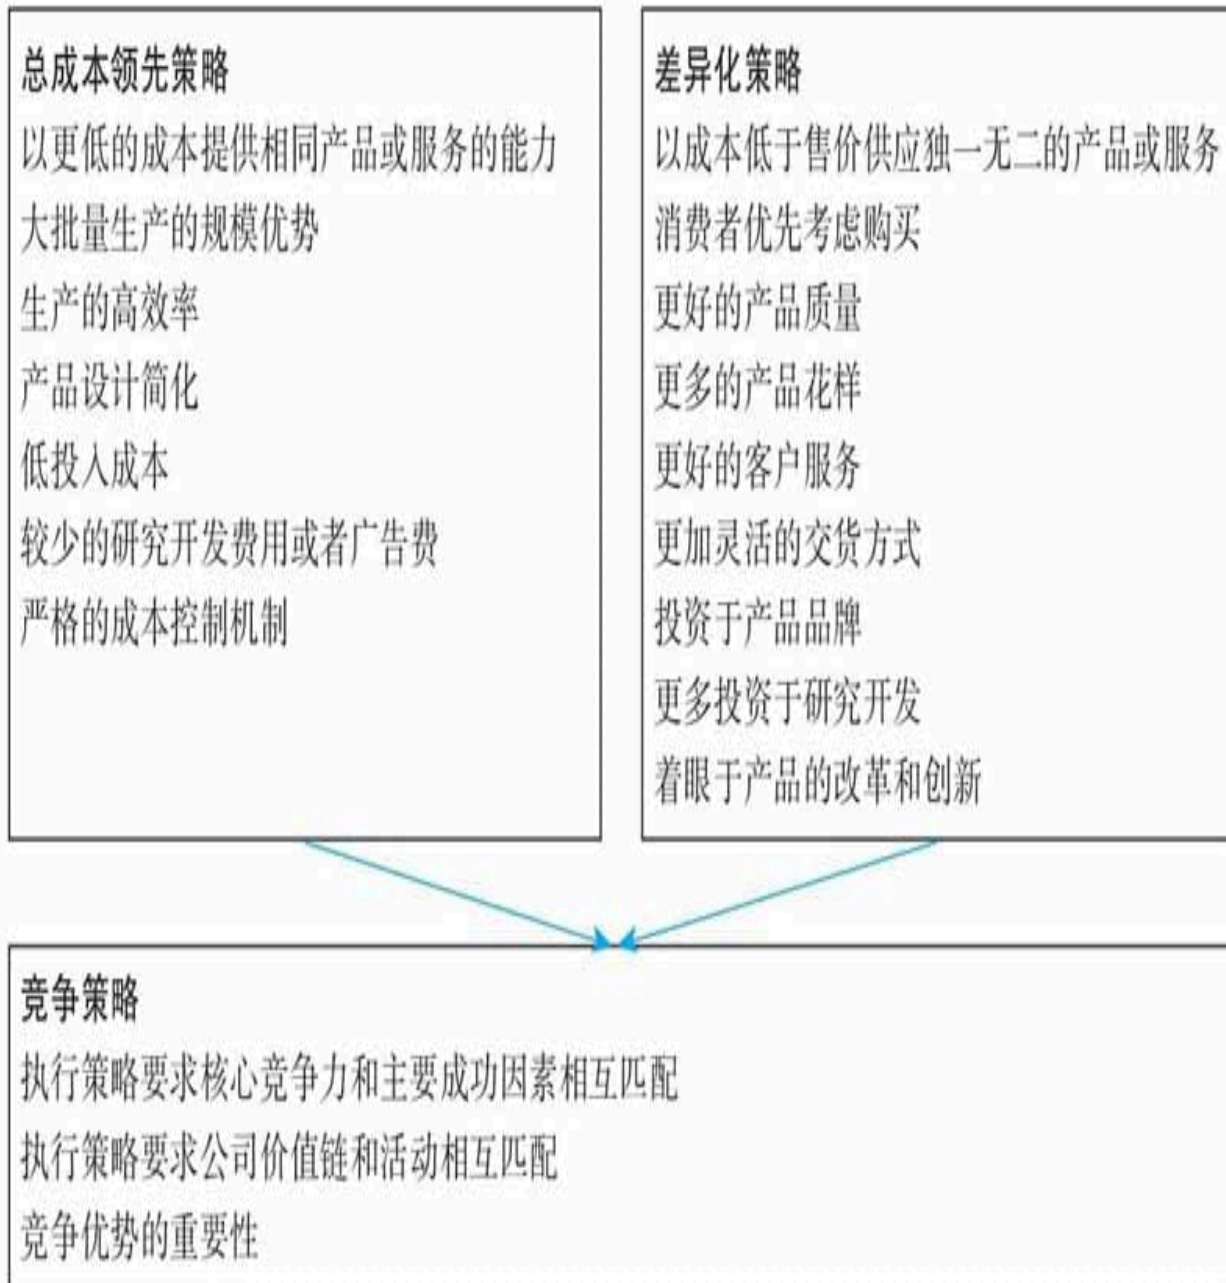 总成本领先策略
以更低的成本提供相同产品或服务的能力
大批量生产的规模优势
生产的高效率
产品设计简化
低投入成本
较少的研究开发费用或者广告费
严格的成本控制机制
差异化策略
以成本低于售价供应独一无二的产品或服务
消费者优先考虑购买
更好的产品质量
更多的产品花样
更好的客户服务
更加灵活的交货方式
投资于产品品牌
更多投资于研究开发
着眼于产品的改革和创新
竞争策略
执行策略要求核心竞争力和主要成功因素相互匹配
执行策略要求公司价值链和活动相互匹配
竞争优势的重要性